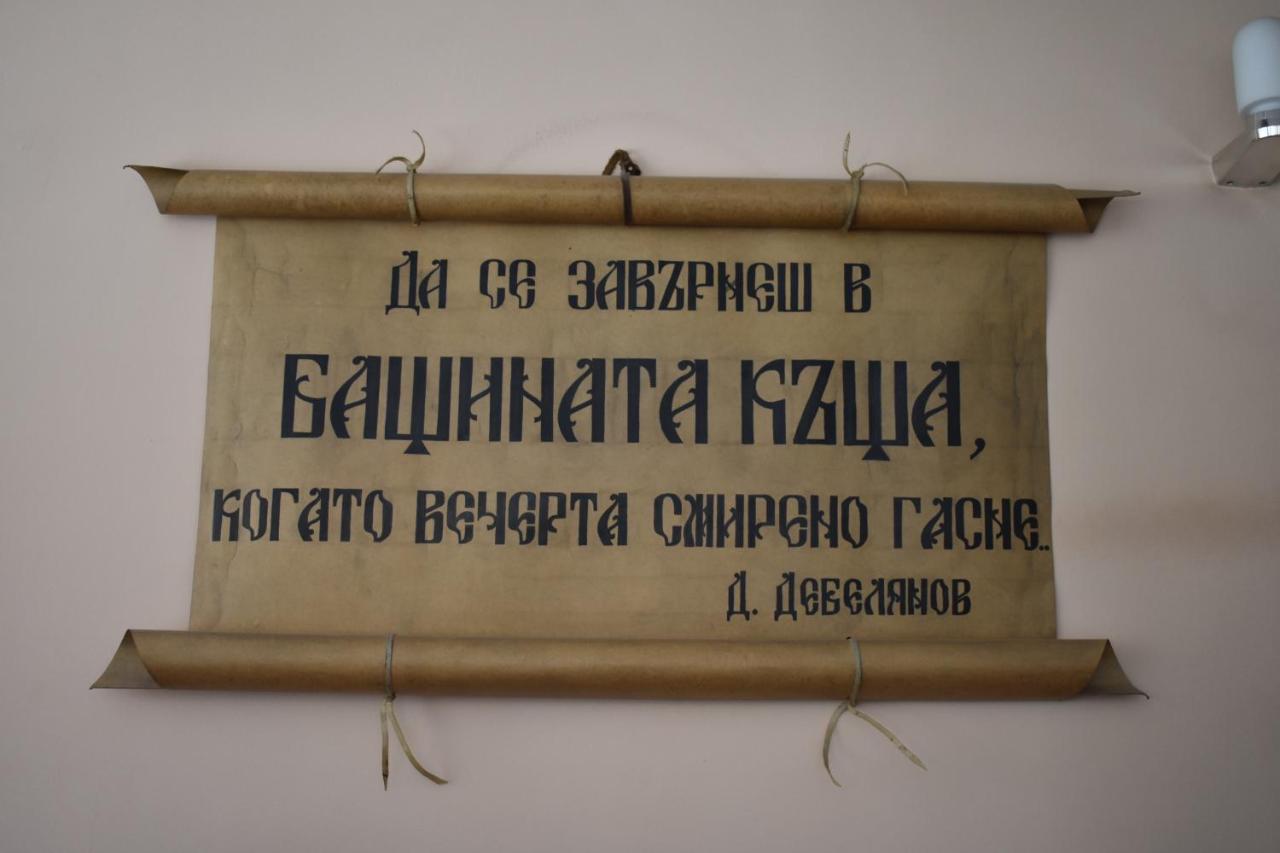 ДА СЕ ЗАВЪРНЕШ В
БАЩИНАТА КЪЩА,
КОГАТО ВЕЧЕРТА СМИРЕНО ГАСНЕ..
Д. ДЕБЕЛЯНОВ